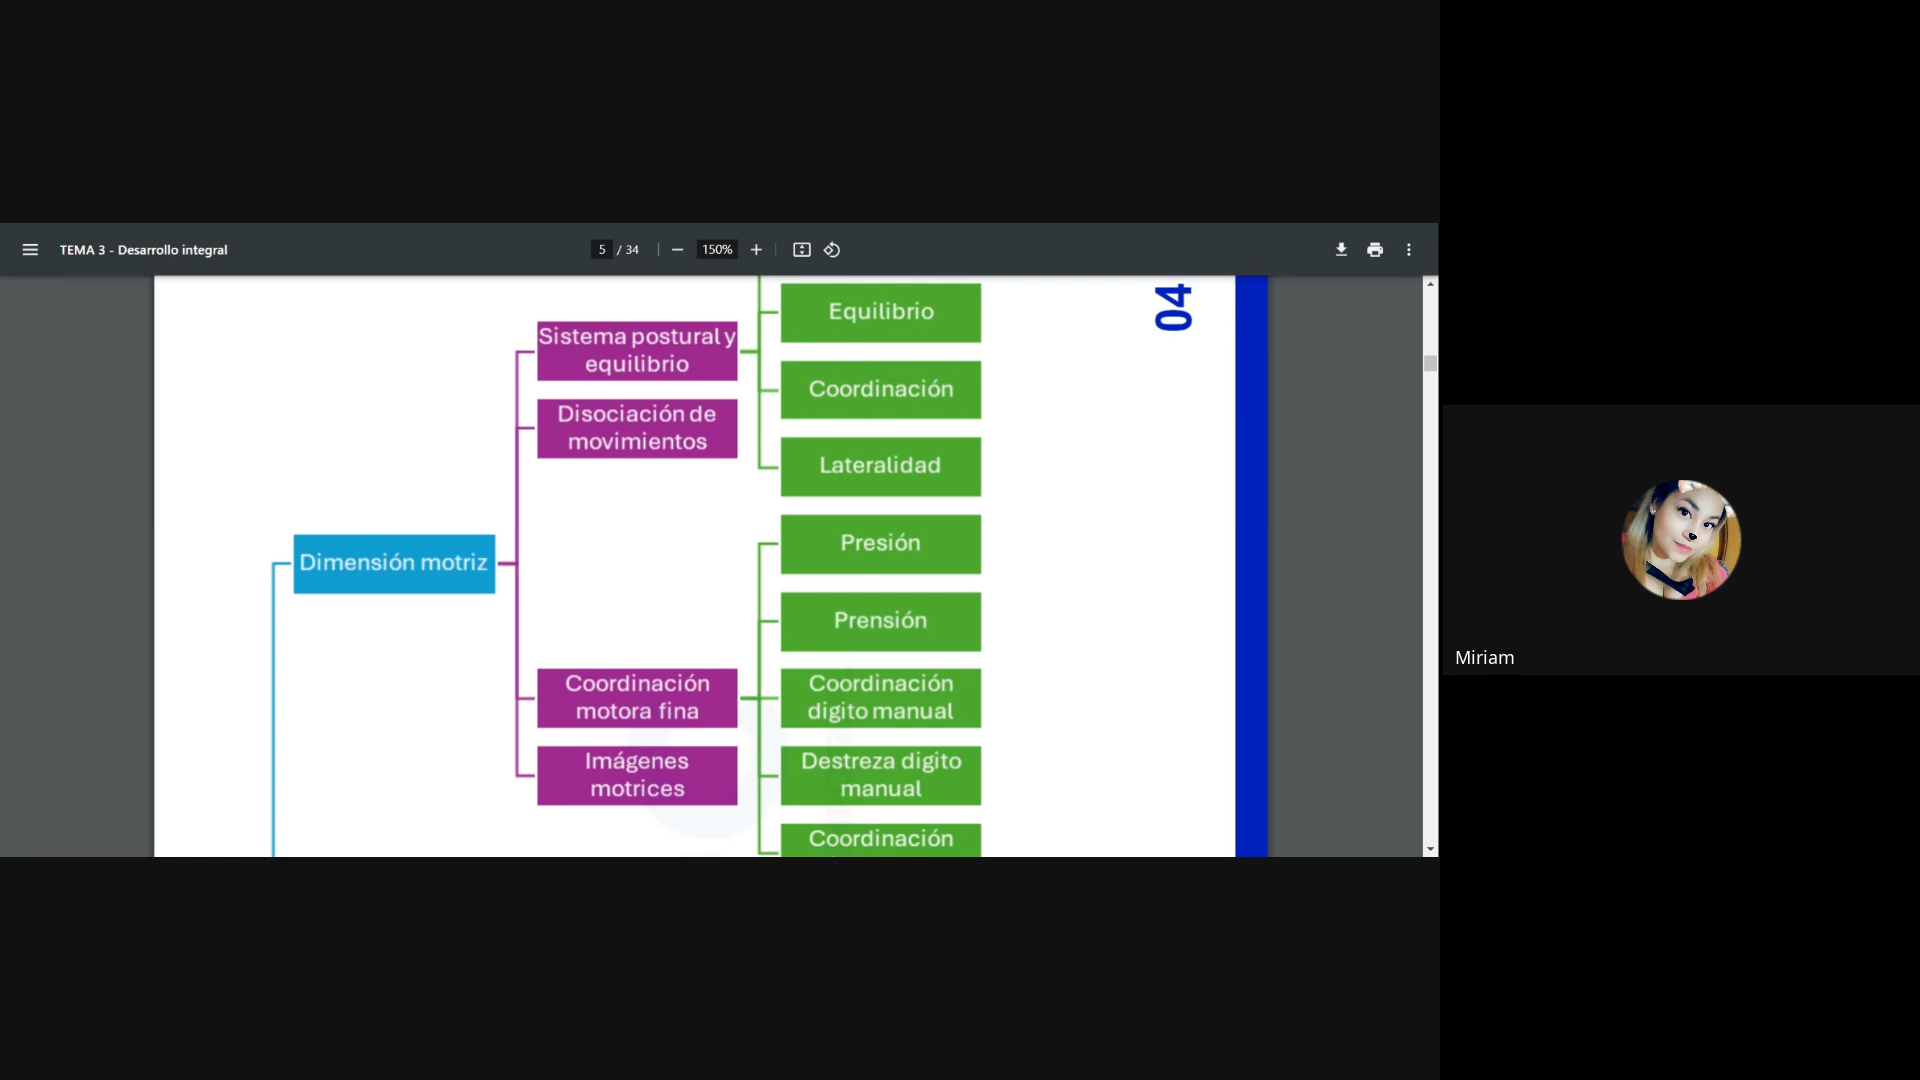 TEMA 3 - Desarrollo integral
5 / 34
150%
04
Equilibrio
Sistema postural y
equilibrio
Coordinación
Disociación de
movimientos
Lateralidad
Presión
Dimensión motriz
Prensión
Coordinación
motora fina
Coordinación
digito manual
Imágenes
motrices
Destreza digito
manual
Coordinación
Miriam